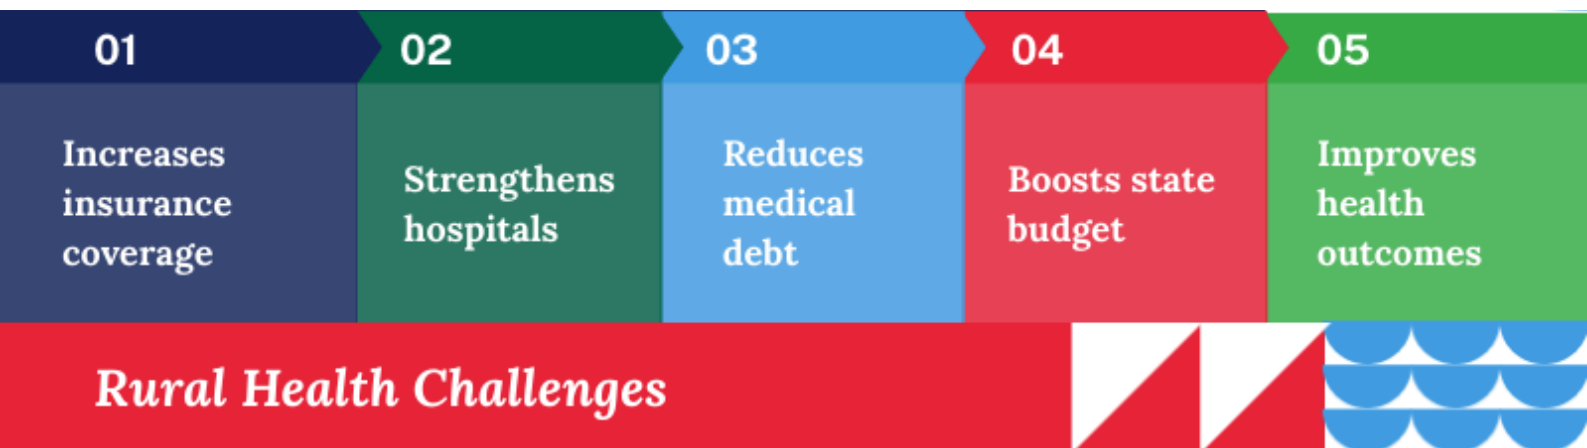 01
Increases
insurance
coverage
02
Strengthens
hospitals
03
Reduces
medical
debt
04
Boosts state
budget
05
Improves
health
outcomes
Rural Health Challenges